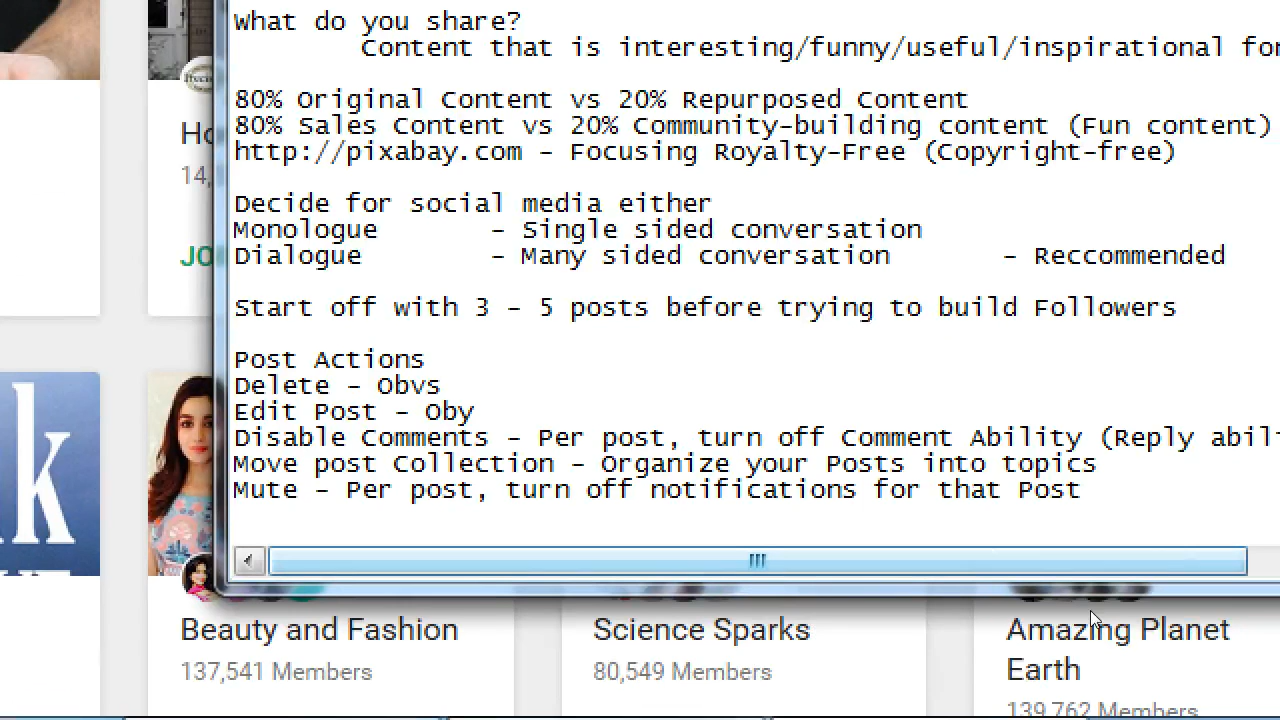 What do you share?
Content that is interesting/funny/useful/inspirational for
80% Original Content vs 20% Repurposed Content
80% Sales Content vs 20% Community-building content (Fun content)
http://pixabay.com - Focusing Royalty-Free (Copyright-free)
Decide for social media either
Monologue - Single sided conversation
Dialogue - Many sided conversation - Reccommended
Start off with 3 - 5 posts before trying to build Followers
Post Actions
Delete - Obvs
Edit Post - Oby
Disable Comments - Per post, turn off Comment Ability (Reply abili
Move post Collection - Organize your Posts into topics
Mute - Per post, turn off notifications for that Post
Ho
14,
JO
k
Beauty and Fashion
137,541 Members
Science Sparks
80,549 Members
Amazing Planet
Earth
139,762 Members